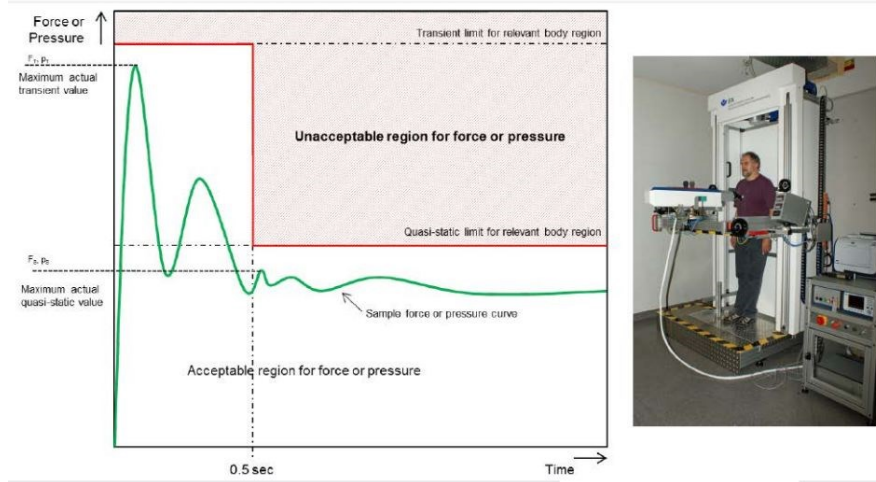 Force or
Pressure
Transient limit for relevant body region
F_T, P_T
Maximum actual
transient value
Unacceptable region for force or pressure
Quasi-static limit for relevant body region
F_S, P_S
Maximum actual
quasi-static value
Sample force or pressure curve
Acceptable region for force or pressure
0.5 sec
Time